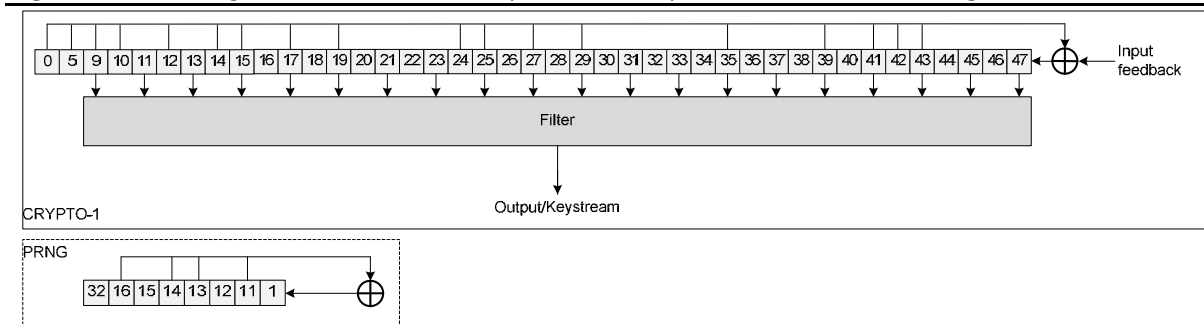 0 5 9 10 11 12 13 14 15 16 17 18 19 20 21 22 23 24 25 26 27 28 29 30 31 32 33 34 35 36 37 38 39 40 41 42 43 44 45 46 47
Input
feedback
Filter
Output/Keystream
CRYPTO-1
PRNG
32 16 15 14 13 12 11 1